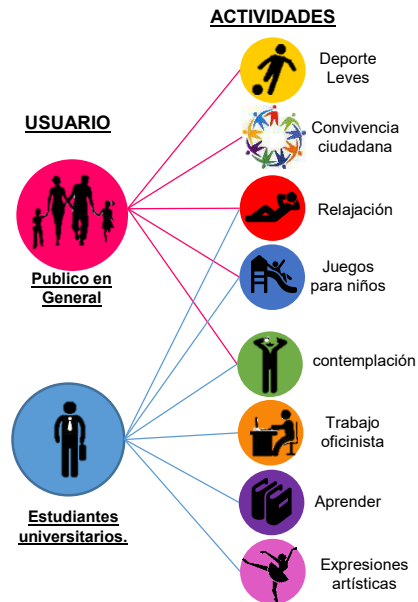 ACTIVIDADES
Deporte
Leves
USUARIO
Convivencia
ciudadana
Relajación
Publico en
General
Juegos
para niños
contemplación
Trabajo
oficinista
Aprender
Estudiantes
universitarios.
Expresiones
artísticas